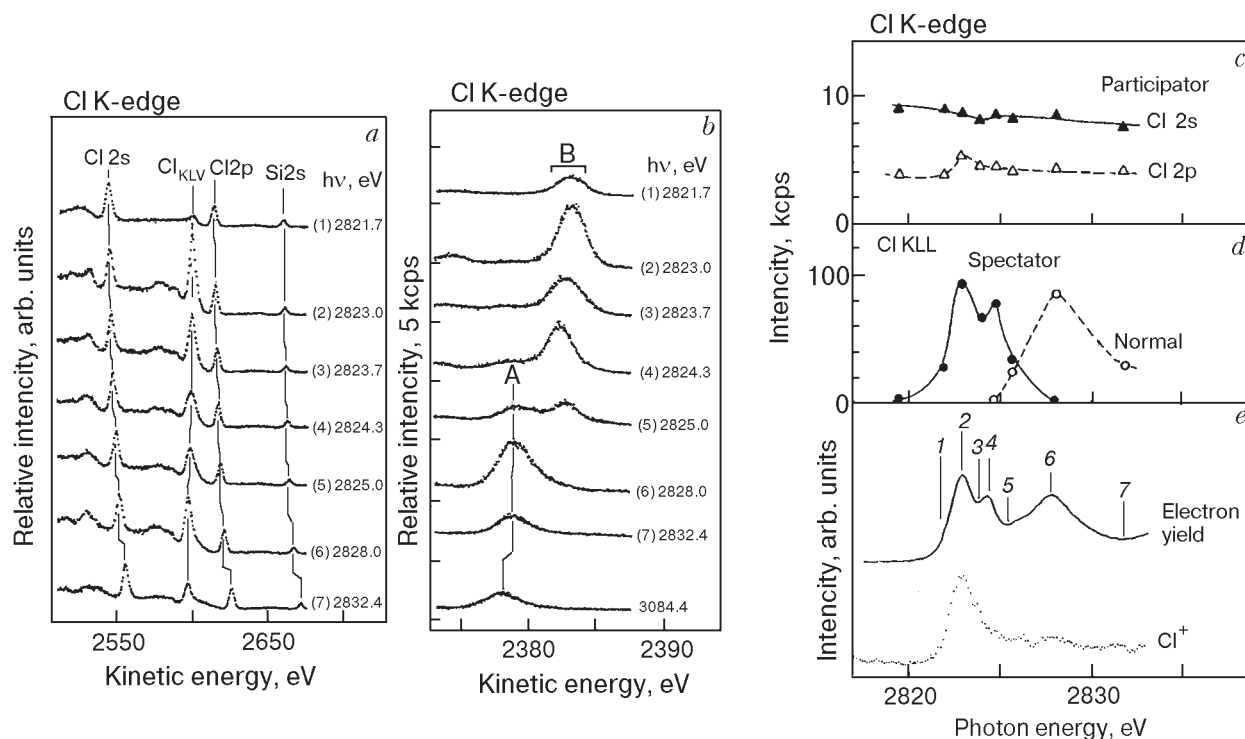 Cl K-edge
a
Cl 2s
Cl KLV
Cl2p
Si2s
hν, eV
(1) 2821.7
(2) 2823.0
(3) 2823.7
(4) 2824.3
(5) 2825.0
(6) 2828.0
(7) 2832.4
Relative intencity, arb. units
2550
2650
Kinetic energy, eV
Cl K-edge
b
hν, eV
B
(1) 2821.7
(2) 2823.0
(3) 2823.7
(4) 2824.3
A
(5) 2825.0
(6) 2828.0
(7) 2832.4
3084.4
Relative intencity, 5 kcps
2380
2390
Kinetic energy, eV
Cl K-edge
c
10
Participator
Cl 2s
Cl 2p
0
Intencity, kcps
Cl KLL
d
Spectator
100
Normal
0
e
1
2
3
4
5
6
7
Electron
yield
Cl+
Intencity, arb. units
2820
2830
Photon energy, eV